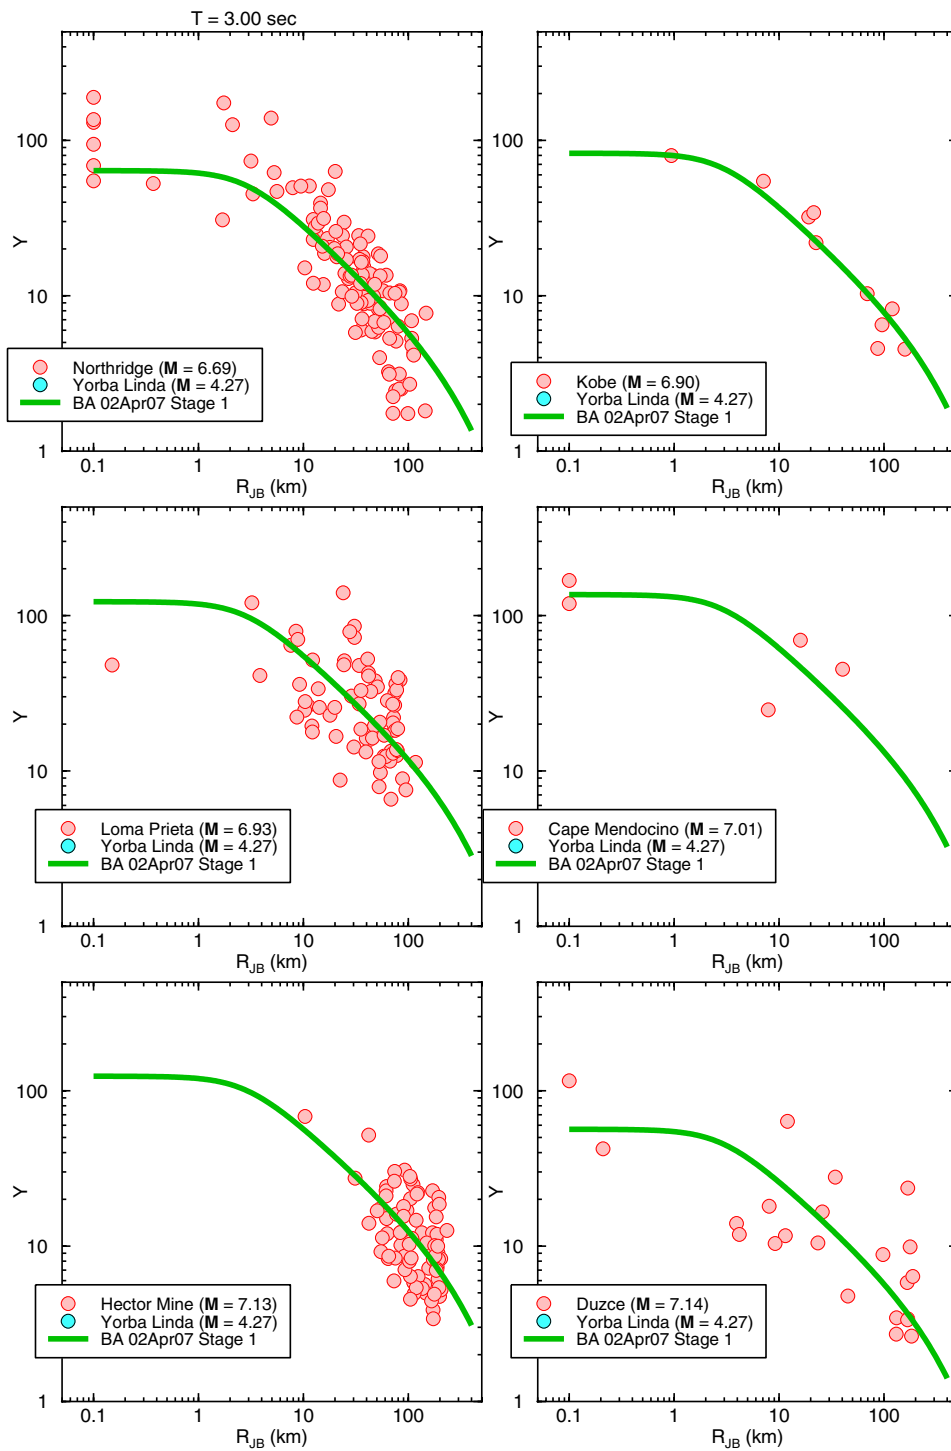 T = 3.00 sec
100
10
1
Y
0.1 1 10 100
R_JB (km)
Northridge (M = 6.69)
Yorba Linda (M = 4.27)
BA 02Apr07 Stage 1
100
10
1
Y
0.1 1 10 100
R_JB (km)
Kobe (M = 6.90)
Yorba Linda (M = 4.27)
BA 02Apr07 Stage 1
100
10
1
Y
0.1 1 10 100
R_JB (km)
Loma Prieta (M = 6.93)
Yorba Linda (M = 4.27)
BA 02Apr07 Stage 1
100
10
1
Y
0.1 1 10 100
R_JB (km)
Cape Mendocino (M = 7.01)
Yorba Linda (M = 4.27)
BA 02Apr07 Stage 1
100
10
1
Y
0.1 1 10 100
R_JB (km)
Hector Mine (M = 7.13)
Yorba Linda (M = 4.27)
BA 02Apr07 Stage 1
100
10
1
Y
0.1 1 10 100
R_JB (km)
Duzce (M = 7.14)
Yorba Linda (M = 4.27)
BA 02Apr07 Stage 1